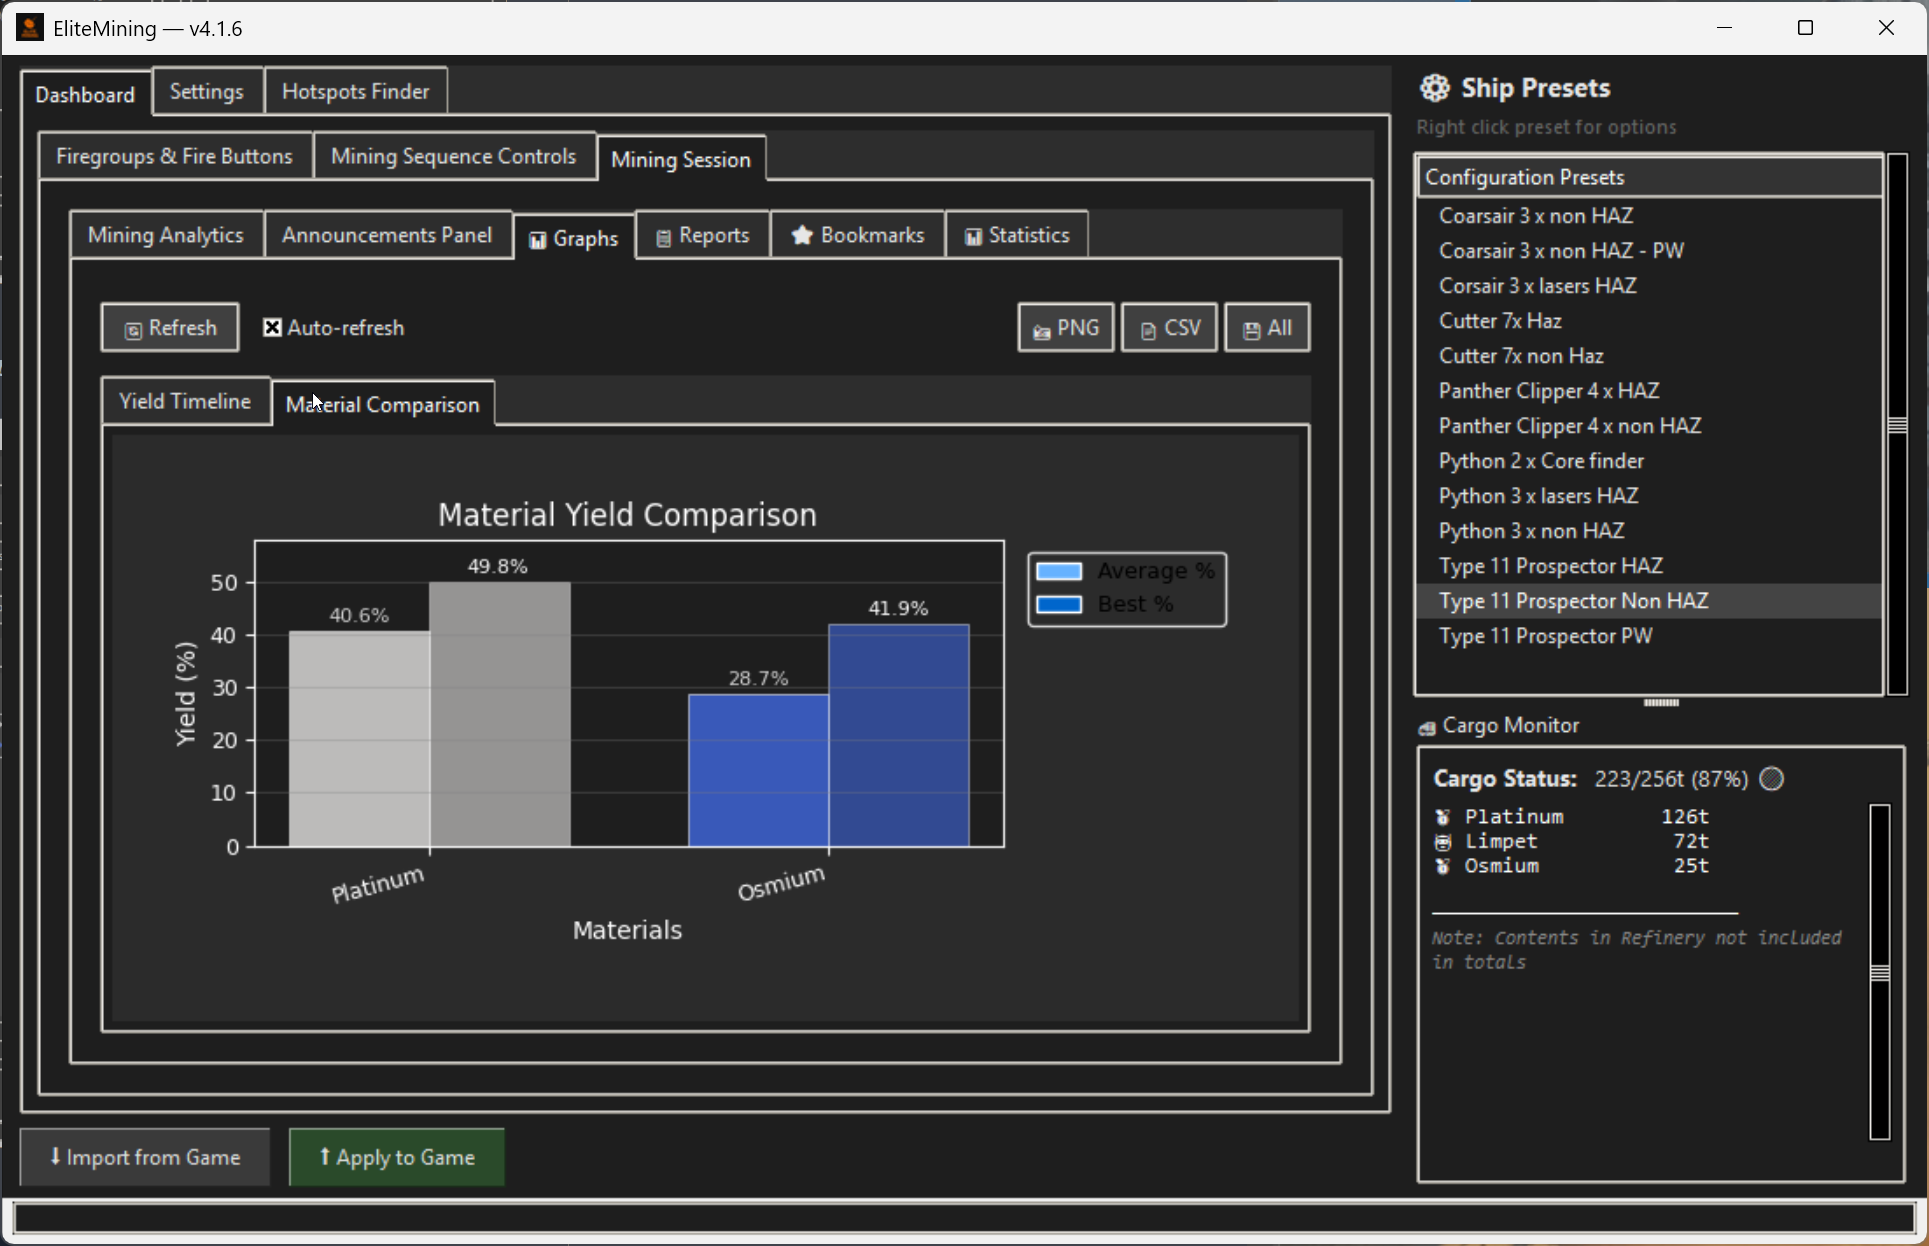 EliteMining — v4.1.6
Dashboard
Settings
Hotspots Finder
Firegroups & Fire Buttons
Mining Sequence Controls
Mining Session
Mining Analytics
Announcements Panel
Graphs
Reports
Bookmarks
Statistics
Refresh
Auto-refresh
PNG
CSV
All
Yield Timeline
Material Comparison
Material Yield Comparison
Yield (%)
50
40
30
20
10
0
40.6%
49.8%
28.7%
41.9%
Average %
Best %
Platinum
Osmium
Materials
Import from Game
Apply to Game
Ship Presets
Right click preset for options
Configuration Presets
Coarsair 3 x non HAZ
Coarsair 3 x non HAZ - PW
Corsair 3 x lasers HAZ
Cutter 7x Haz
Cutter 7x non Haz
Panther Clipper 4 x HAZ
Panther Clipper 4 x non HAZ
Python 2 x Core finder
Python 3 x lasers HAZ
Python 3 x non HAZ
Type 11 Prospector HAZ
Type 11 Prospector Non HAZ
Type 11 Prospector PW
Cargo Monitor
Cargo Status: 223/256t (87%)
Platinum 126t
Limpet 72t
Osmium 25t
Note: Contents in Refinery not included
in totals